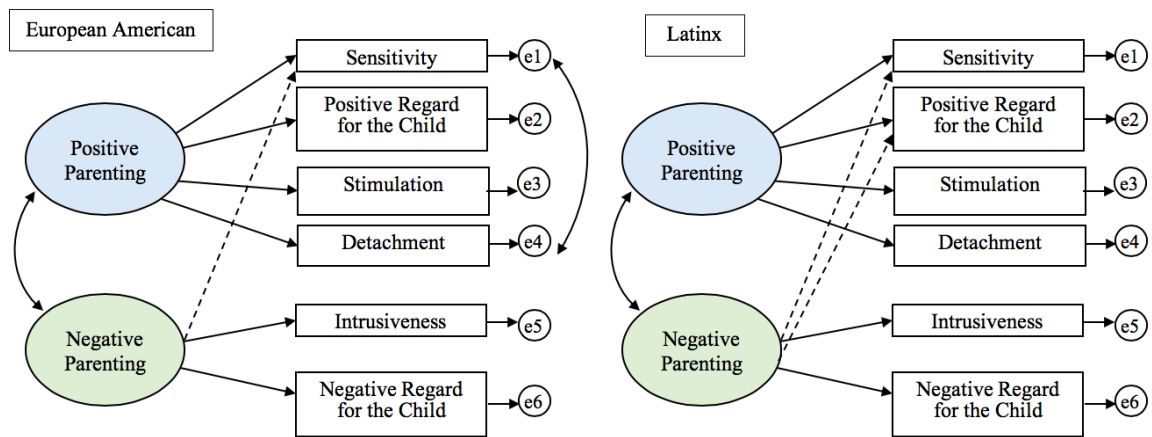 European American
Sensitivity
e1
Positive Regard
for the Child
e2
Positive
Parenting
Stimulation
e3
Detachment
e4
Negative
Parenting
Intrusiveness
e5
Negative Regard
for the Child
e6
Latinx
Sensitivity
e1
Positive Regard
for the Child
e2
Positive
Parenting
Stimulation
e3
Detachment
e4
Negative
Parenting
Intrusiveness
e5
Negative Regard
for the Child
e6